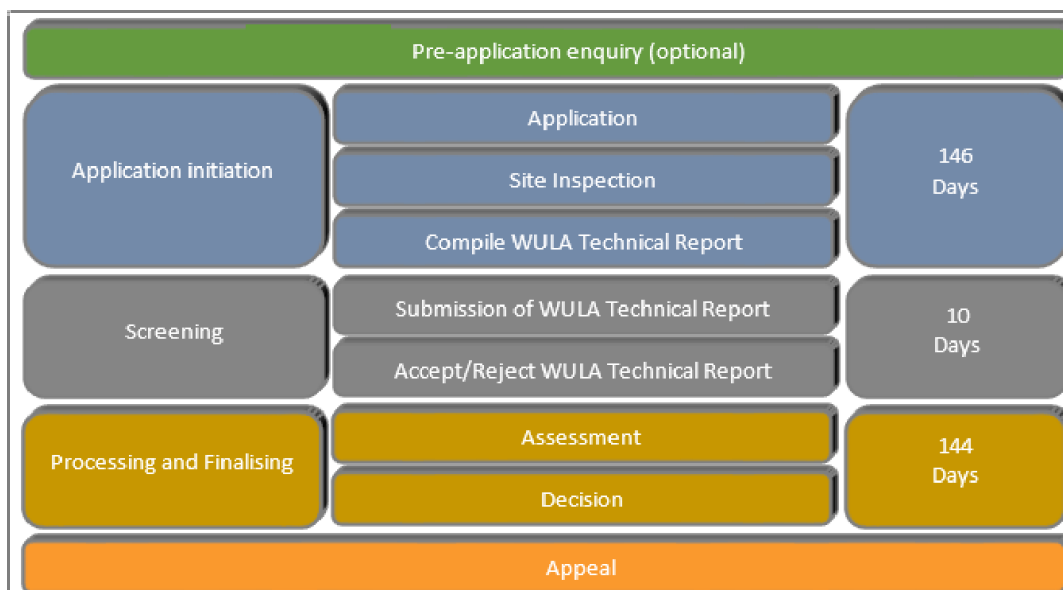 Pre-application enquiry (optional)
Application initiation
Application
Site Inspection
Compile WULA Technical Report
146
Days
Screening
Submission of WULA Technical Report
Accept/Reject WULA Technical Report
10
Days
Processing and Finalising
Assessment
Decision
144
Days
Appeal